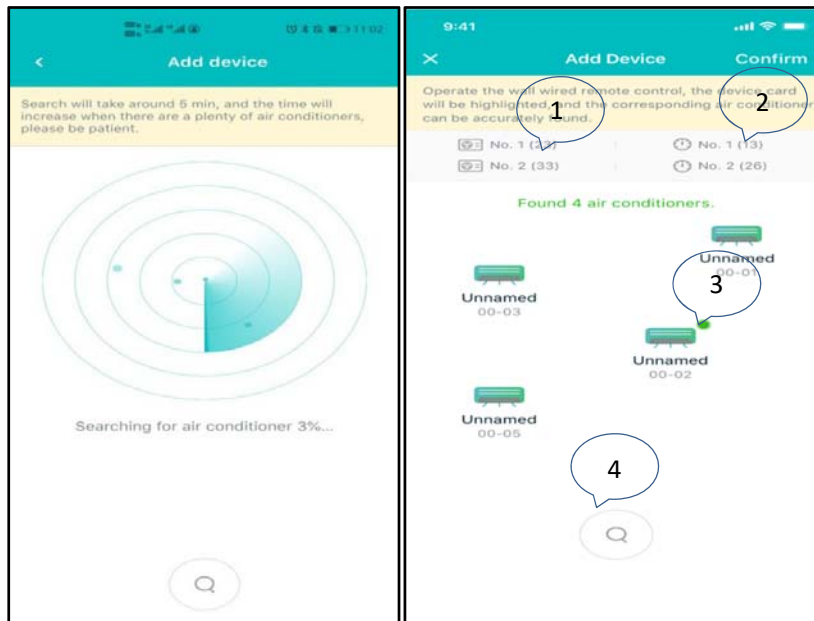 11:02
Add device
Search will take around 5 min, and the time will
increase when there are a plenty of air conditioners,
please be patient.
Searching for air conditioner 3%...
9:41
Add Device
Confirm
Operate the wall wired remote control, the device card
will be highlighted, and the corresponding air conditioner
can be accurately found.
1
2
No. 1 (23)
No. 1 (13)
No. 2 (33)
No. 2 (26)
Found 4 air conditioners.
Unnamed
00-01
3
Unnamed
00-03
Unnamed
00-02
Unnamed
00-05
4